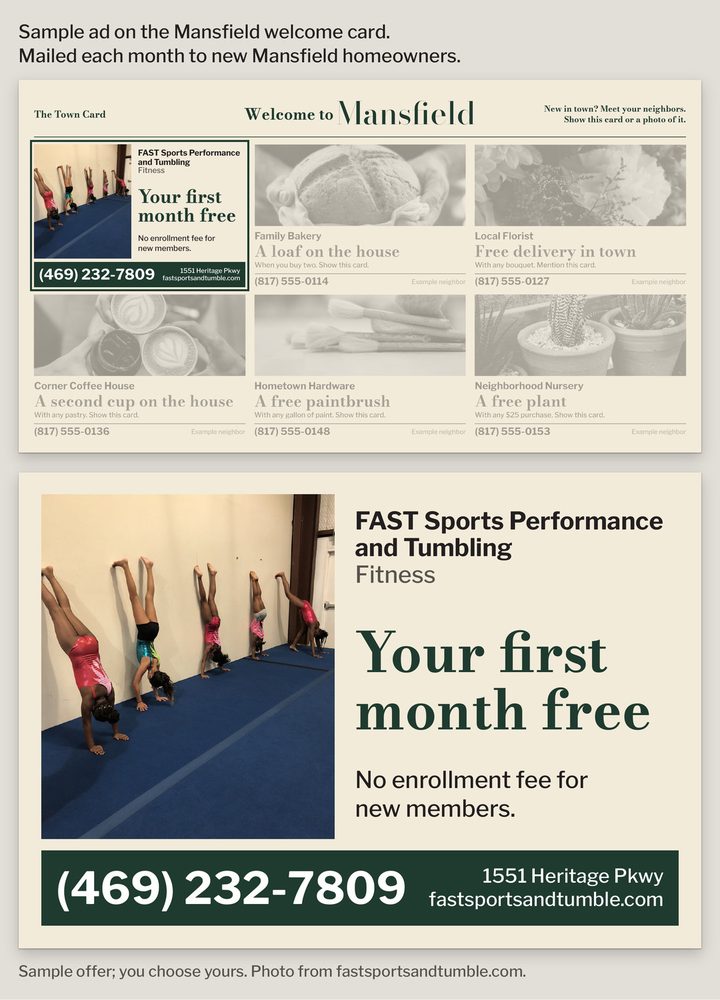 Sample ad on the Mansfield welcome card.
Mailed each month to new Mansfield homeowners.
The Town Card
Welcome to Mansfield
New in town? Meet your neighbors.
Show this card or a photo of it.
FAST Sports Performance
and Tumbling
Fitness
Your first
month free
No enrollment fee for
new members.
(469) 232-7809
1551 Heritage Pkwy
fastsportsandtumble.com
Family Bakery
A loaf on the house
When you buy two. Show this card.
(817) 555-0114
Example neighbor
Local Florist
Free delivery in town
With any bouquet. Mention this card.
(817) 555-0127
Example neighbor
Corner Coffee House
A second cup on the house
With any pastry. Show this card.
(817) 555-0136
Example neighbor
Hometown Hardware
A free paintbrush
With any gallon of paint. Show this card.
(817) 555-0148
Example neighbor
Neighborhood Nursery
A free plant
With any $25 purchase. Show this card.
(817) 555-0153
Example neighbor
FAST Sports Performance
and Tumbling
Fitness
Your first
month free
No enrollment fee for
new members.
(469) 232-7809
1551 Heritage Pkwy
fastsportsandtumble.com
Sample offer; you choose yours. Photo from fastsportsandtumble.com.